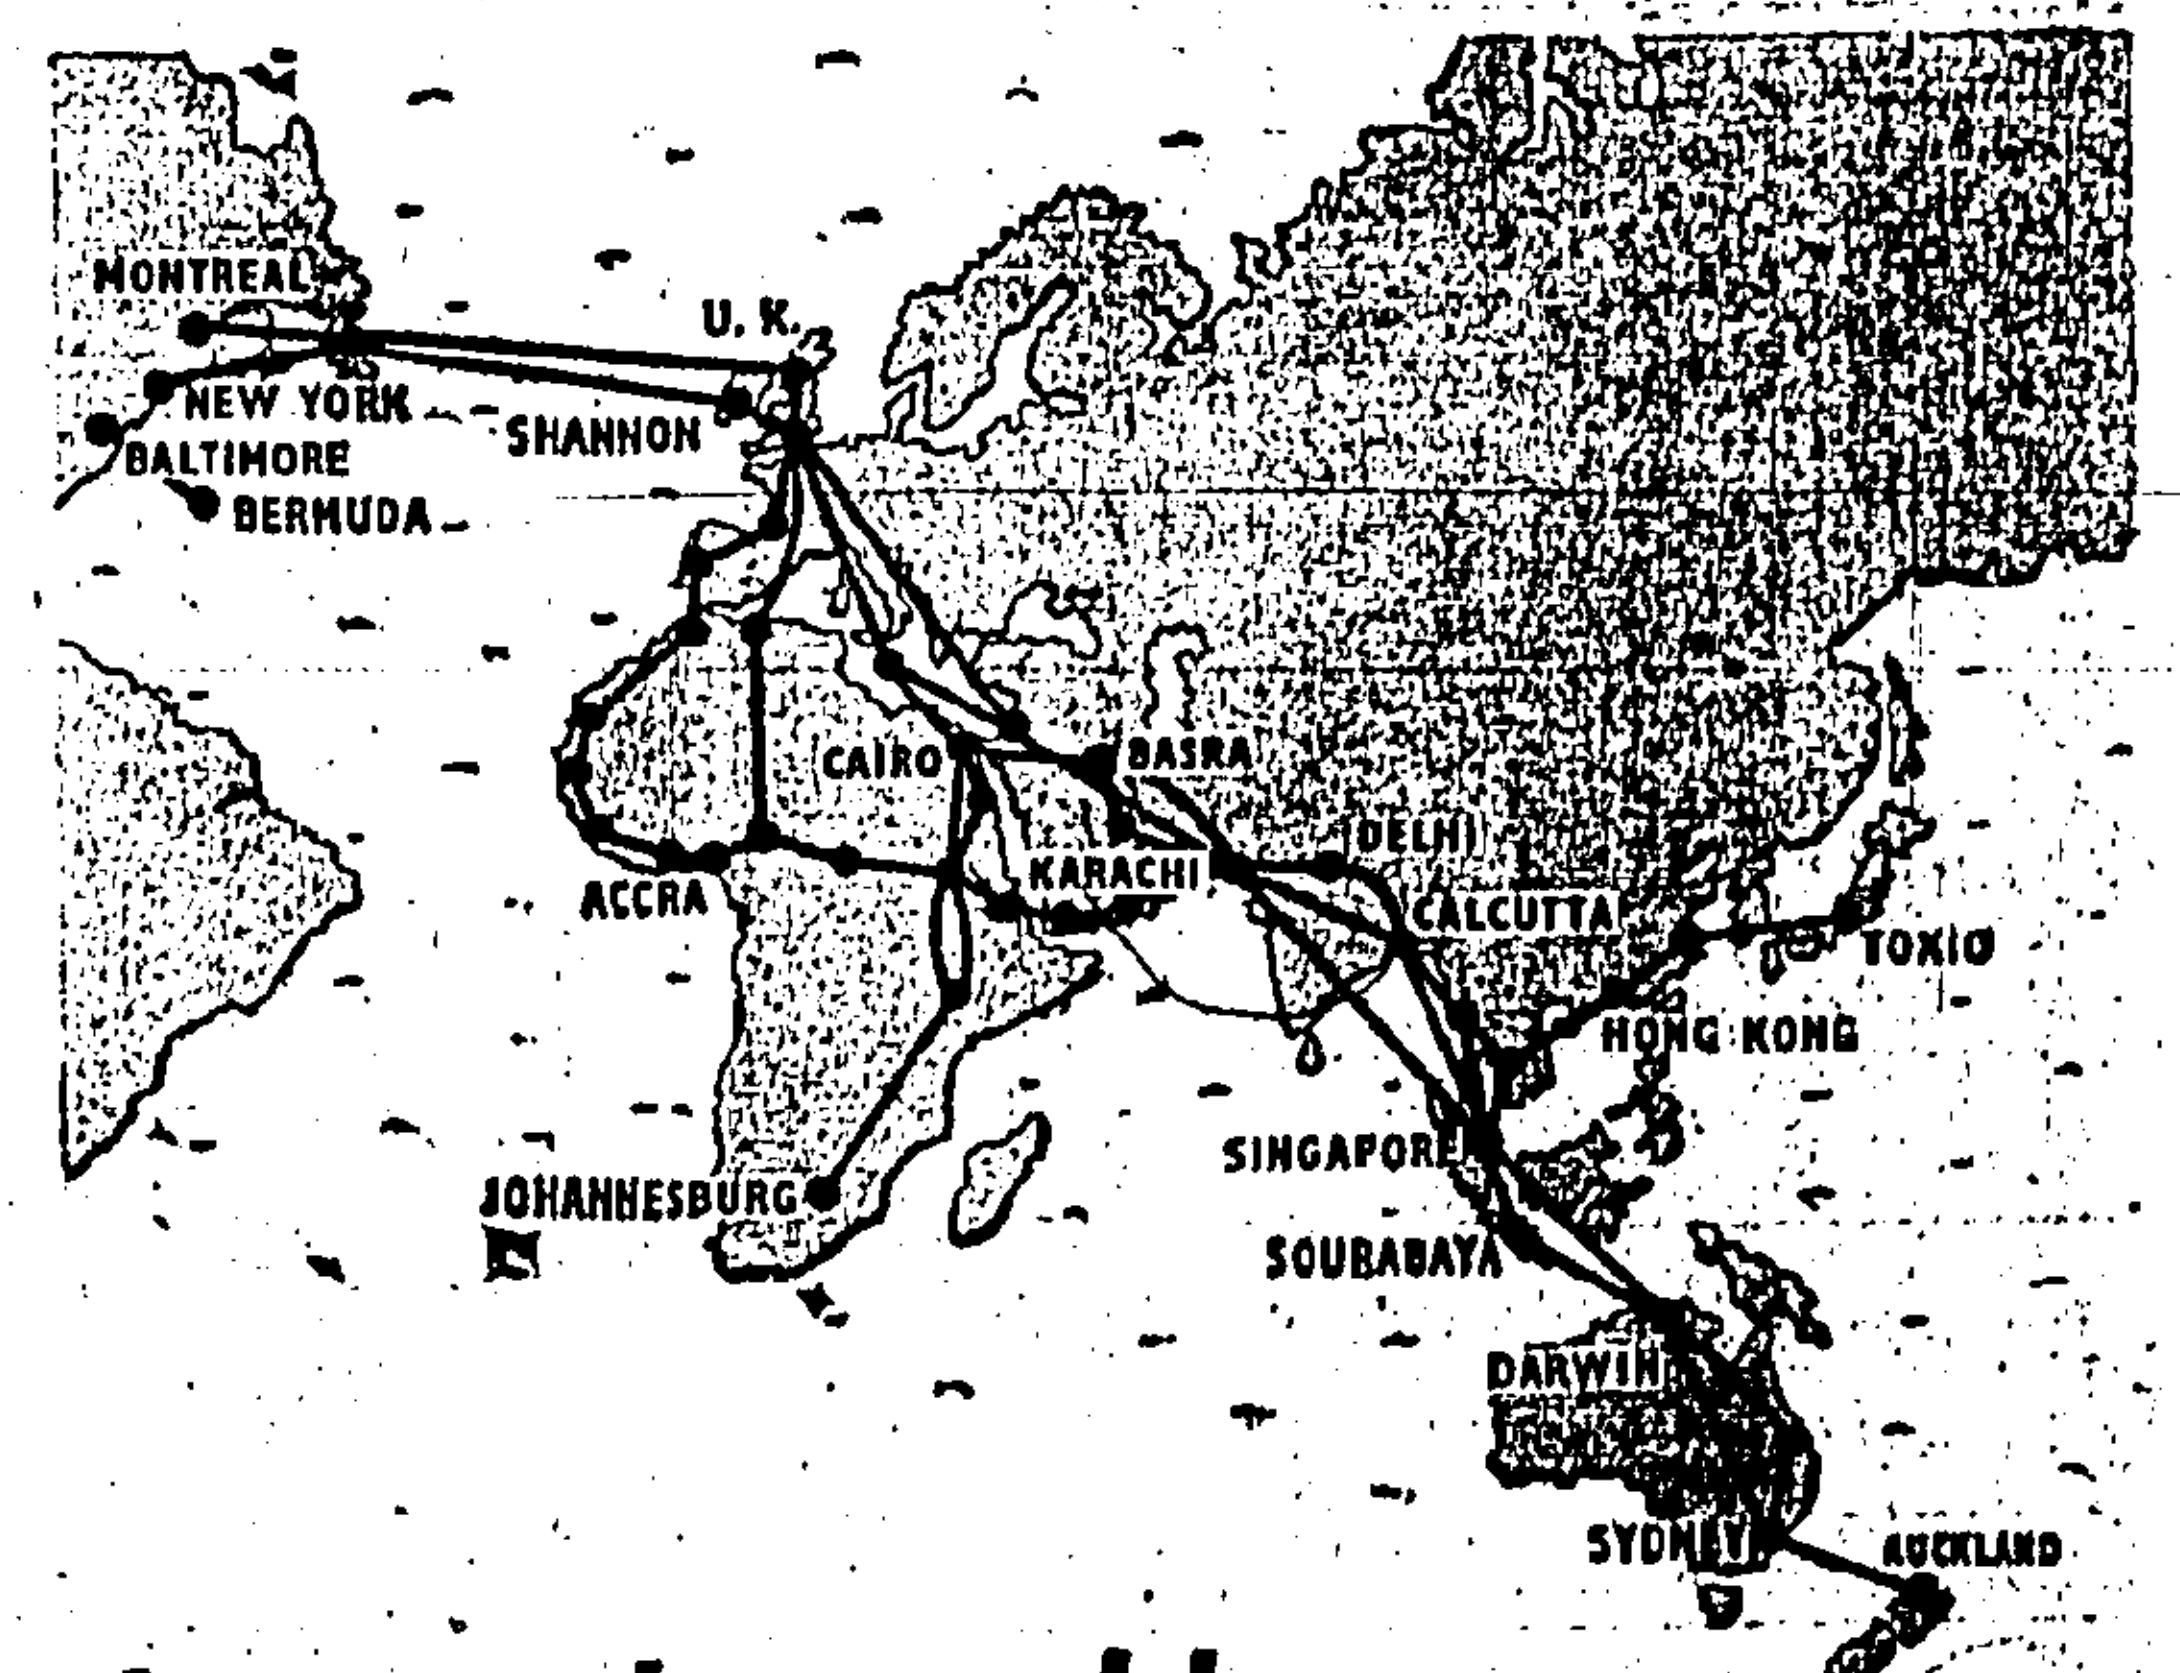 MONTREAL
U. K.
NEW YORK
SHANNON
BALTIMORE
BERMUDA
CAIRO
BASRA
DELHI
KARACHI
ACCRA
CALCUTTA
TOKIO
HONG KONG
SINGAPORE
JOHANNESBURG
SOURABAYA
DARWIN
SYDNEY
AUCKLAND